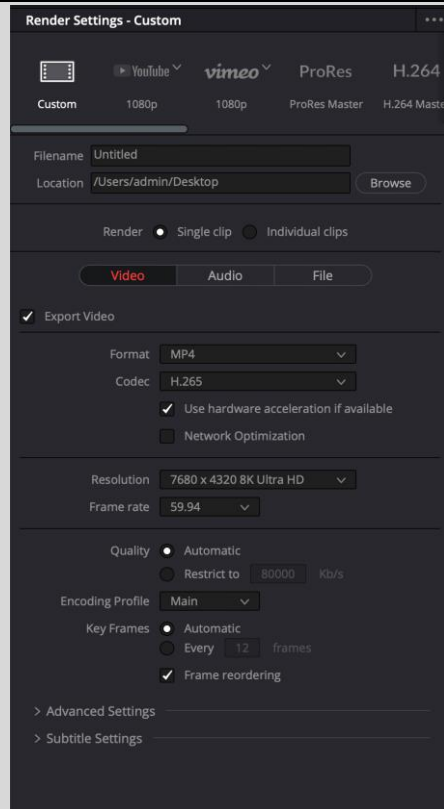 Render Settings - Custom
YouTube vimeo ProRes H.264
Custom 1080p 1080p ProRes Master H.264 Maste
Filename Untitled
Location /Users/admin/Desktop Browse
Render Single clip Individual clips
Video Audio File
Export Video
Format MP4
Codec H.265
Use hardware acceleration if available
Network Optimization
Resolution 7680 x 4320 8K Ultra HD
Frame rate 59.94
Quality Automatic
Restrict to 80000 Kb/s
Encoding Profile Main
Key Frames Automatic
Every 12 frames
Frame reordering
> Advanced Settings
> Subtitle Settings